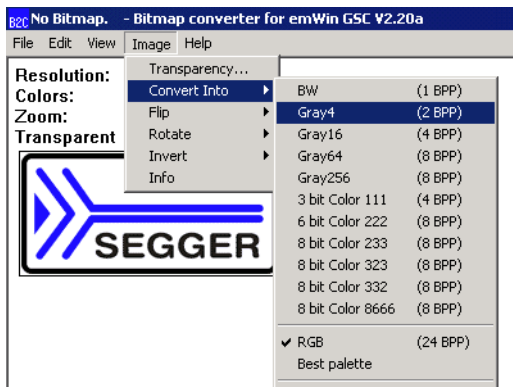 B2C No Bitmap. - Bitmap converter for emWin GSC V2.20a
File Edit View Image Help
Resolution:
Colors:
Zoom:
Transparent
SEGGER
Transparency...
Convert Into
Flip
Rotate
Invert
Info
BW (1 BPP)
Gray4 (2 BPP)
Gray16 (4 BPP)
Gray64 (8 BPP)
Gray256 (8 BPP)
3 bit Color 111 (4 BPP)
6 bit Color 222 (8 BPP)
8 bit Color 233 (8 BPP)
8 bit Color 323 (8 BPP)
8 bit Color 332 (8 BPP)
8 bit Color 8666 (8 BPP)
RGB (24 BPP)
Best palette